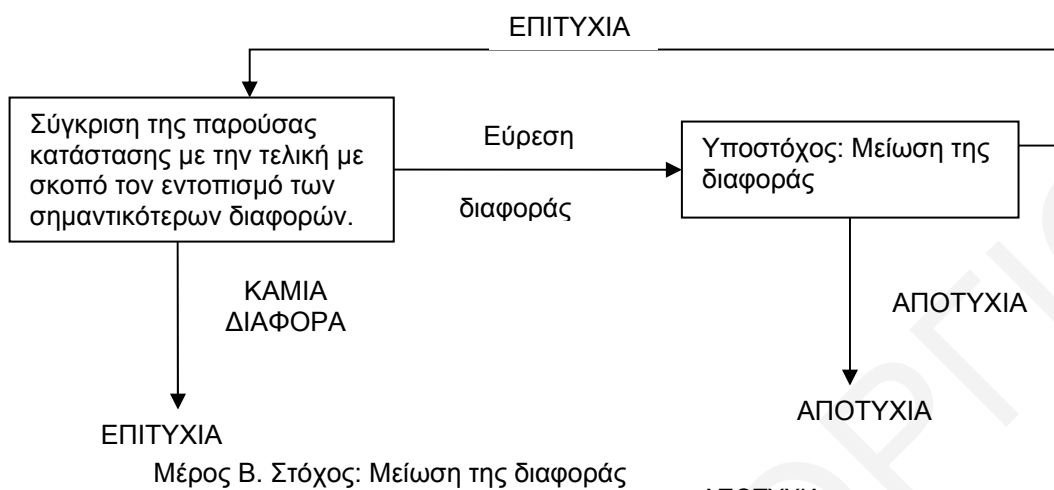 ΕΠΙΤΥΧΙΑ
Σύγκριση της παρούσας
κατάστασης με την τελική με
σκοπό τον εντοπισμό των
σημαντικότερων διαφορών.
Εύρεση
διαφοράς
Υποστόχος: Μείωση της
διαφοράς
ΚΑΜΙΑ
ΔΙΑΦΟΡΑ
ΑΠΟΤΥΧΙΑ
ΑΠΟΤΥΧΙΑ
ΕΠΙΤΥΧΙΑ
Μέρος Β. Στόχος: Μείωση της διαφοράς